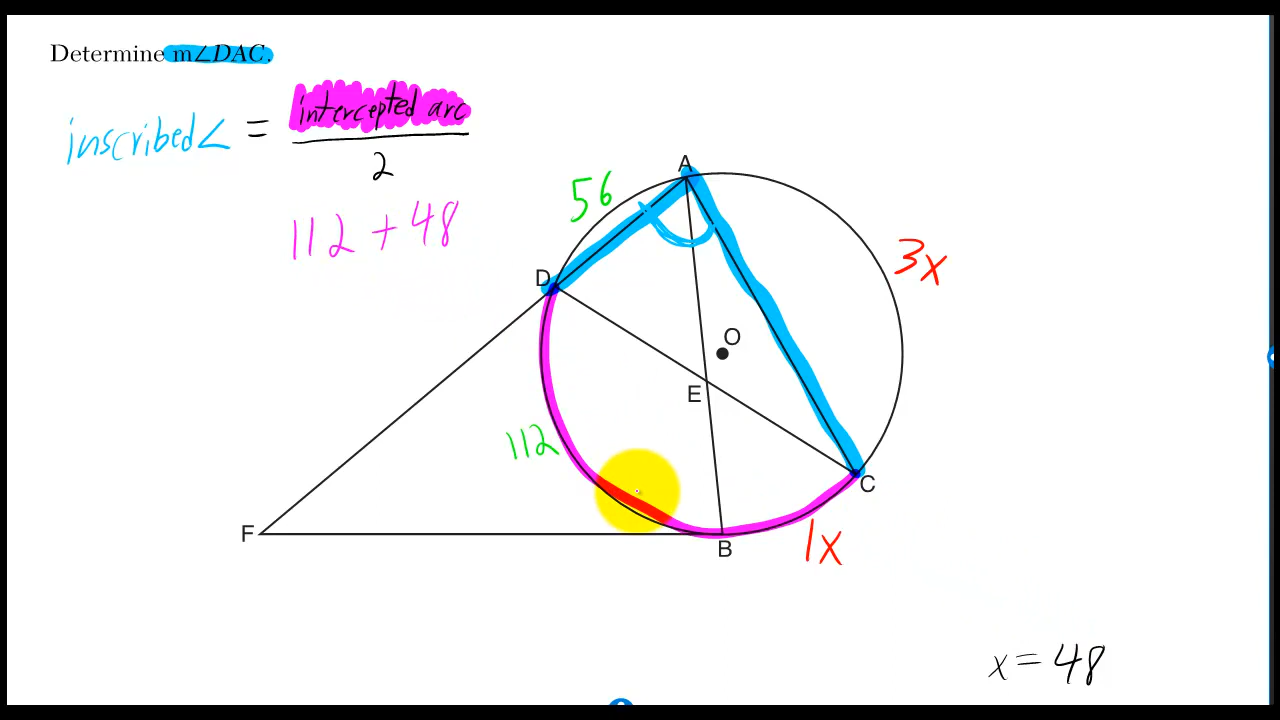 Determine m∠DAC.
inscribed∠ = intercepted arc
2
112 + 48
56
A
3x
D
O
E
112
C
F
B
1x
x = 48